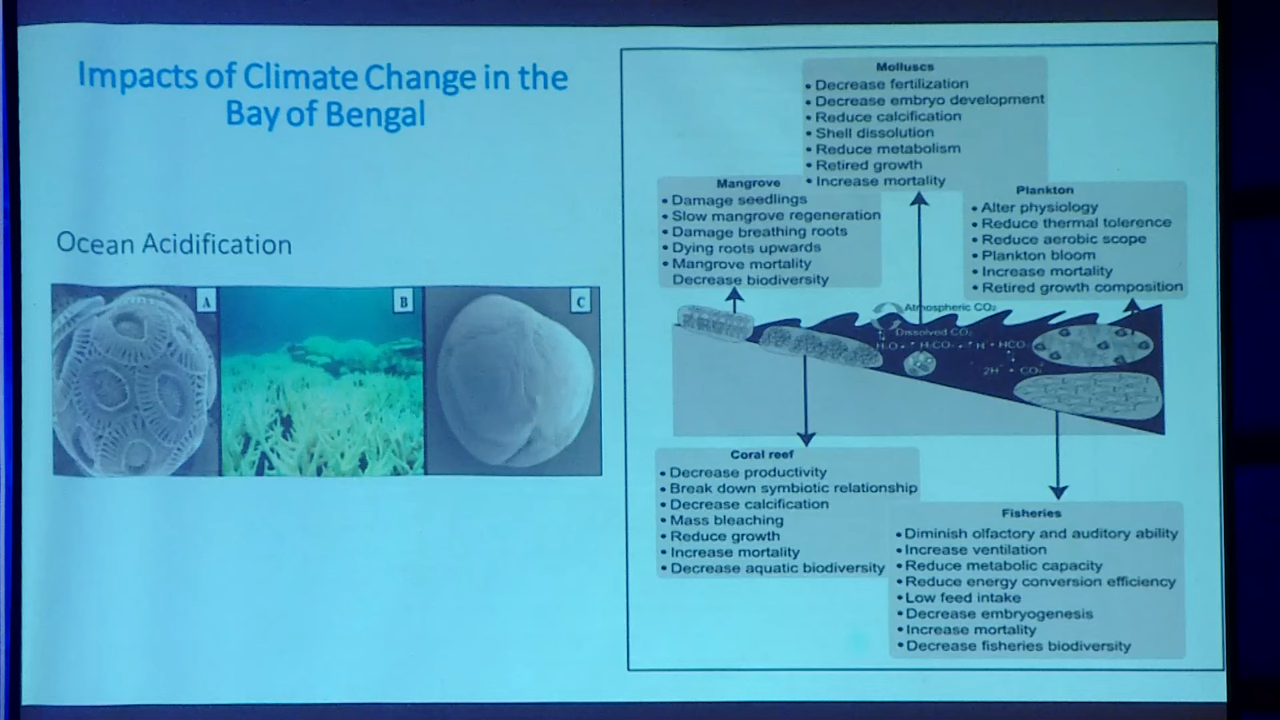 Impacts of Climate Change in the
Bay of Bengal
Ocean Acidification
A
B
C
Molluscs
• Decrease fertilization
• Decrease embryo development
• Reduce calcification
• Shell dissolution
• Reduce metabolism
• Retired growth
• Increase mortality
Mangrove
• Damage seedlings
• Slow mangrove regeneration
• Damage breathing roots
• Dying roots upwards
• Mangrove mortality
Decrease biodiversity
Plankton
• Alter physiology
• Reduce thermal tolerence
• Reduce aerobic scope
• Plankton bloom
• Increase mortality
• Retired growth composition
Atmospheric CO₂
Dissolved CO₂
Coral reef
• Decrease productivity
• Break down symbiotic relationship
• Decrease calcification
• Mass bleaching
• Reduce growth
• Increase mortality
• Decrease aquatic biodiversity
Fisheries
• Diminish olfactory and auditory ability
• Increase ventilation
• Reduce metabolic capacity
• Reduce energy conversion efficiency
• Low feed intake
• Decrease embryogenesis
• Increase mortality
• Decrease fisheries biodiversity